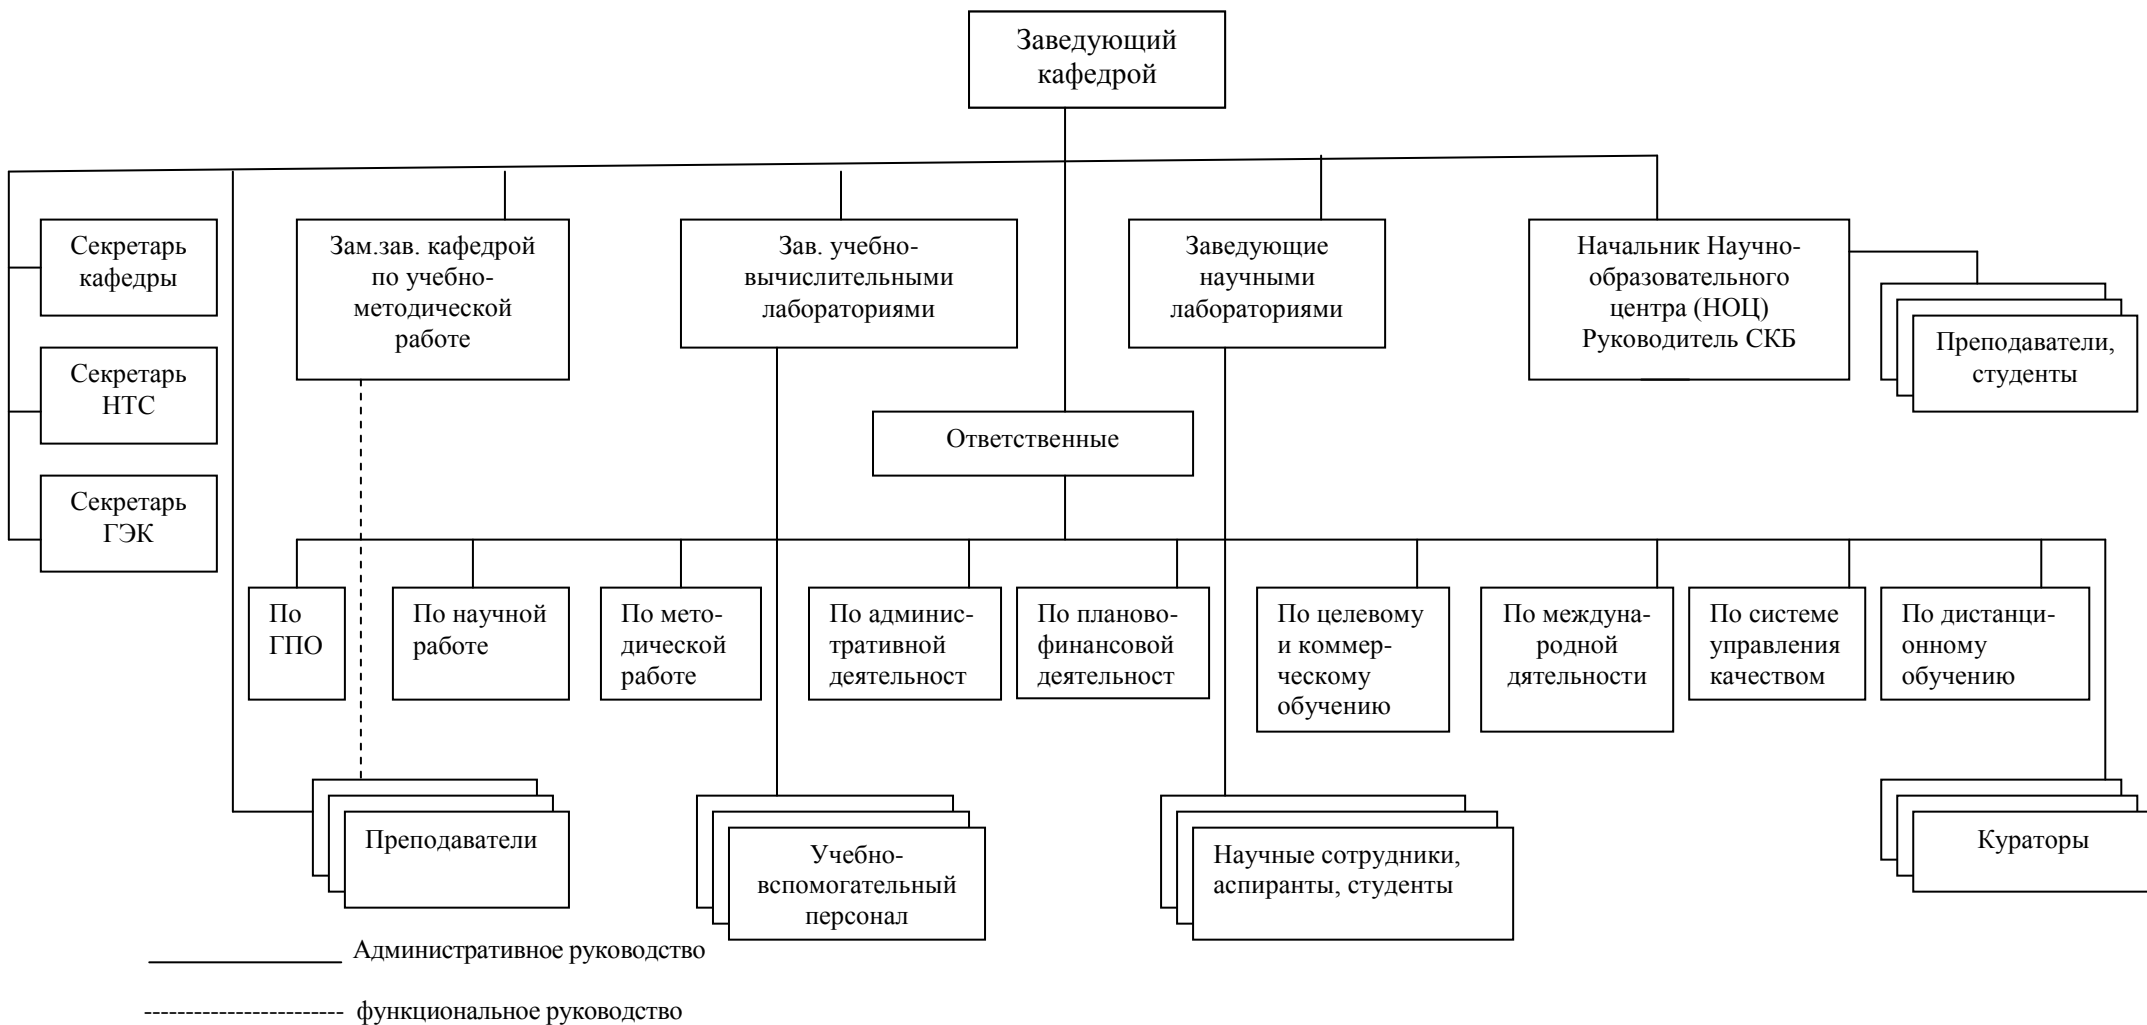 Заведующий
кафедрой
Секретарь
кафедры
Зам.зав. кафедрой
по учебно-
методической
работе
Зав. учебно-
вычислительными
лабораториями
Заведующие
научными
лабораториями
Начальник Научно-
образовательного
центра (НОЦ)
Руководитель СКБ
Преподаватели,
студенты
Секретарь
НТС
Ответственные
Секретарь
ГЭК
По
ГПО
По научной
работе
По мето-
дической
работе
По админис-
тративной
деятельност
По планово-
финансовой
деятельност
По целевому
и коммер-
ческому
обучению
По междуна-
родной
дятельности
По системе
управления
качеством
По дистанци-
онному
обучению
Преподаватели
Учебно-
вспомогательный
персонал
Научные сотрудники,
аспиранты, студенты
Кураторы
Административное руководство
функциональное руководство